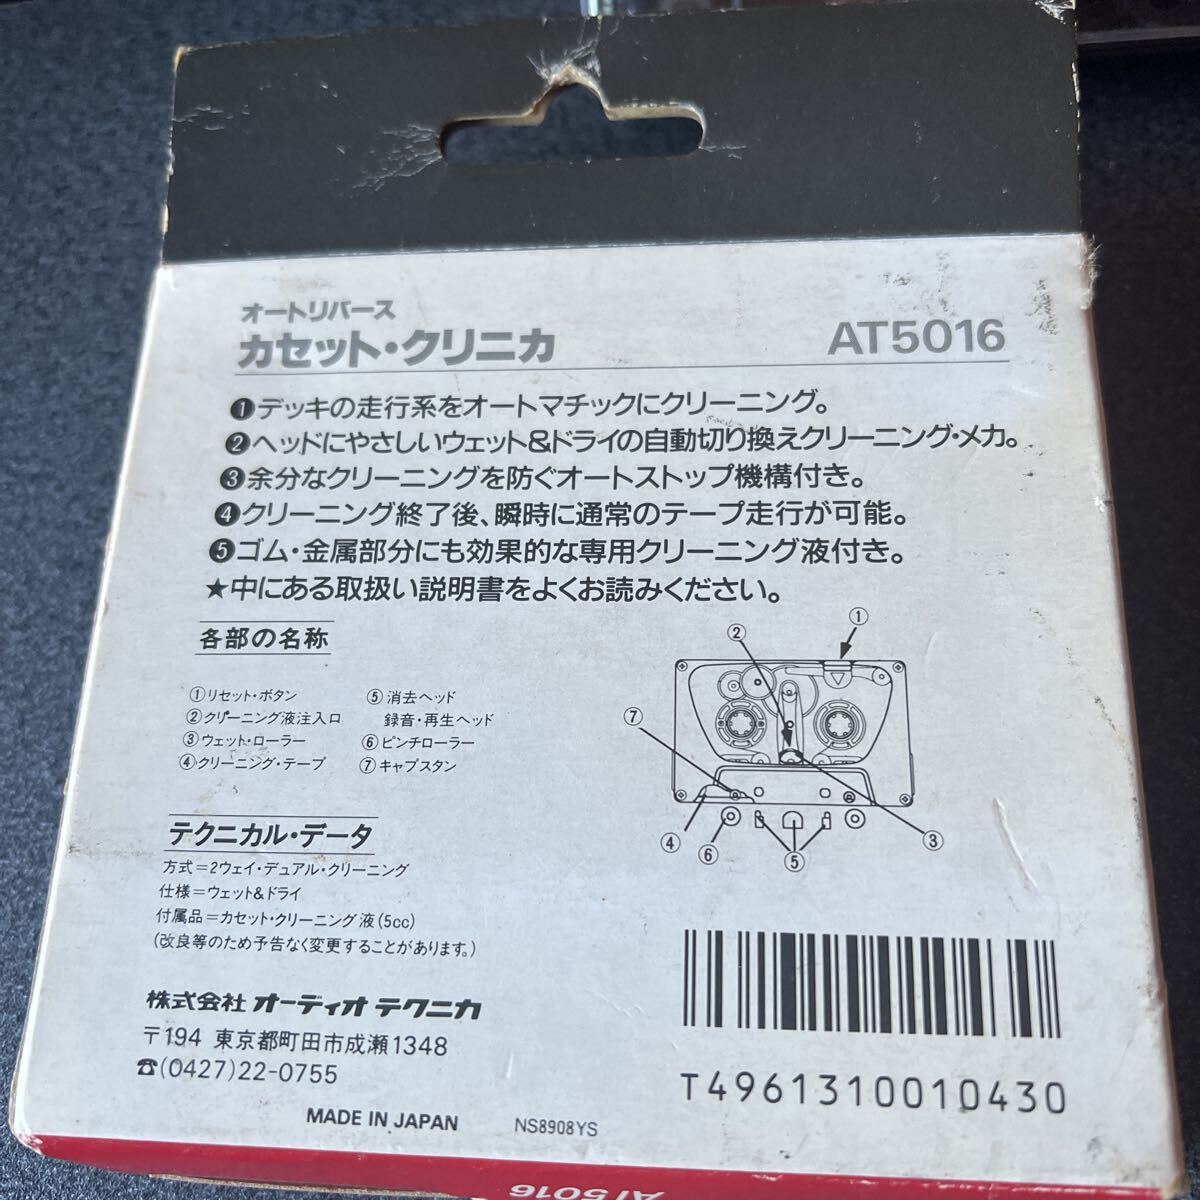 オートリバース
カセット・クリニカ
AT5016
❶デッキの走行系をオートマチックにクリーニング。
❷ヘッドにやさしいウェット&ドライの自動切り換えクリーニング・メカ。
❸余分なクリーニングを防ぐオートストップ機構付き。
❹クリーニング終了後、瞬時に通常のテープ走行が可能。
❺ゴム・金属部分にも効果的な専用クリーニング液付き。
★中にある取扱い説明書をよくお読みください。
各部の名称
①リセット・ボタン
②クリーニング液注入口
③ウェット・ローラー
④クリーニング・テープ
⑤消去ヘッド
録音・再生ヘッド
⑥ピンチローラー
⑦キャプスタン
①
②
⑦
④
⑥
⑤
③
テクニカル・データ
方式=2ウェイ・デュアル・クリーニング
仕様=ウェット&ドライ
付属品=カセット・クリーニング液(5cc)
(改良等のため予告なく変更することがあります。)
株式会社 オーディオ テクニカ
〒194 東京都町田市成瀬1348
☎(0427)22-0755
T4961310010430
MADE IN JAPAN
NS8908YS
AT5016